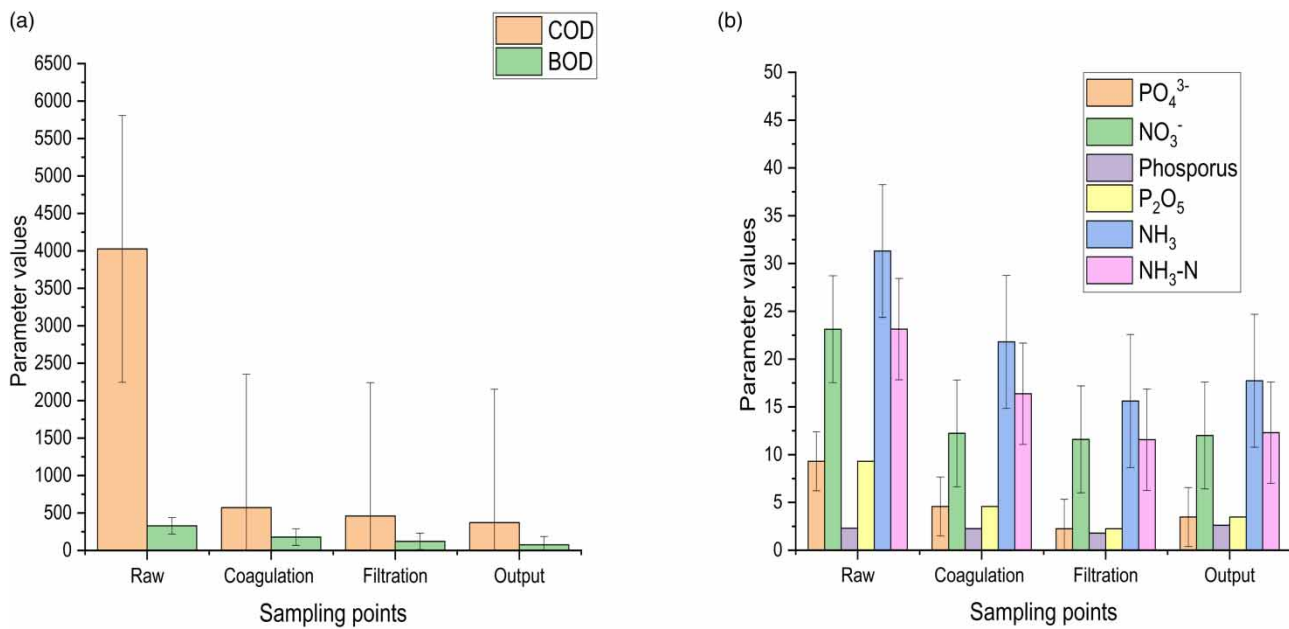 (a)
COD
BOD
6500
6000
5500
5000
4500
4000
3500
3000
2500
2000
1500
1000
500
0
Parameter values
Raw Coagulation Filtration Output
Sampling points
(b)
PO₄³⁻
NO₃⁻
Phosporus
P₂O₅
NH₃
NH₃-N
50
45
40
35
30
25
20
15
10
5
0
Parameter values
Raw Coagulation Filtration Output
Sampling points